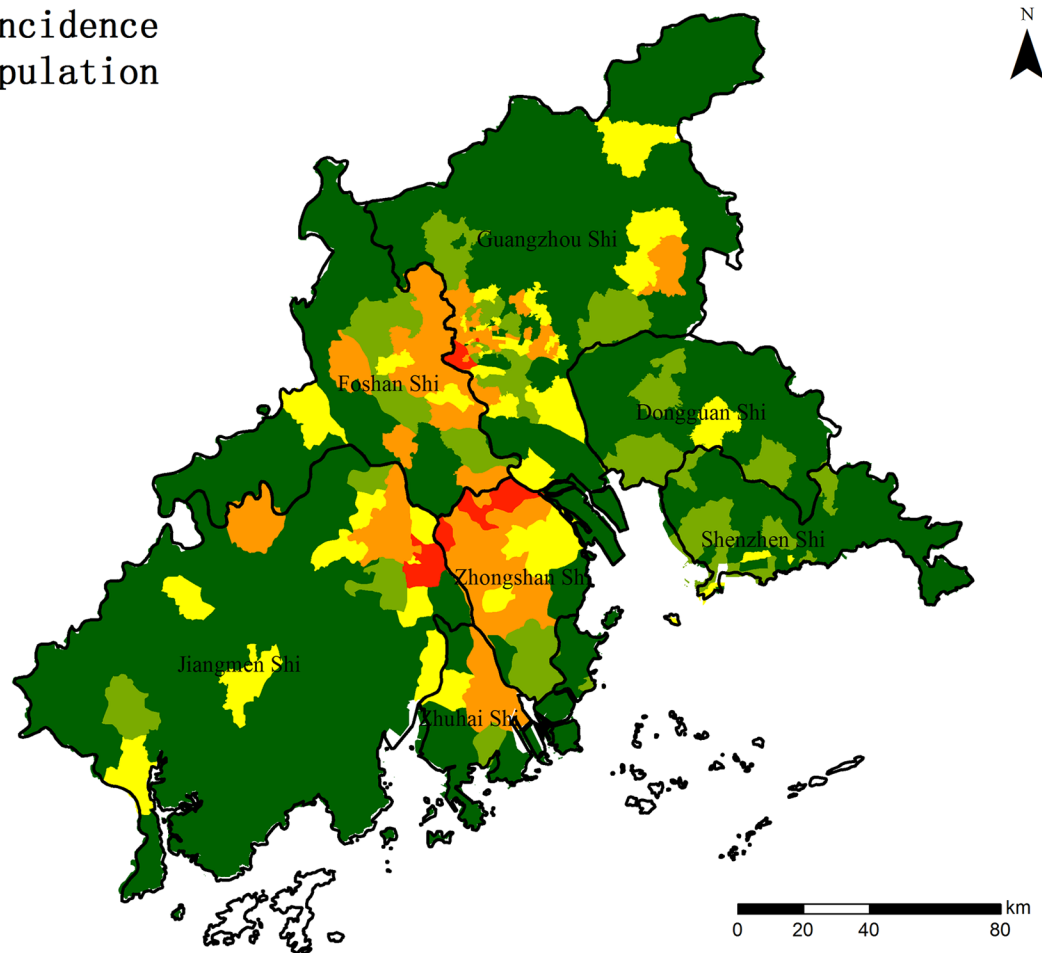 ncidence
pulation
N
Guangzhou Shi
Foshan Shi
Dongguan Shi
Shenzhen Shi
Zhongshan Sh
Jiangmen Shi
Zhuhai Shi
km
0 20 40 80